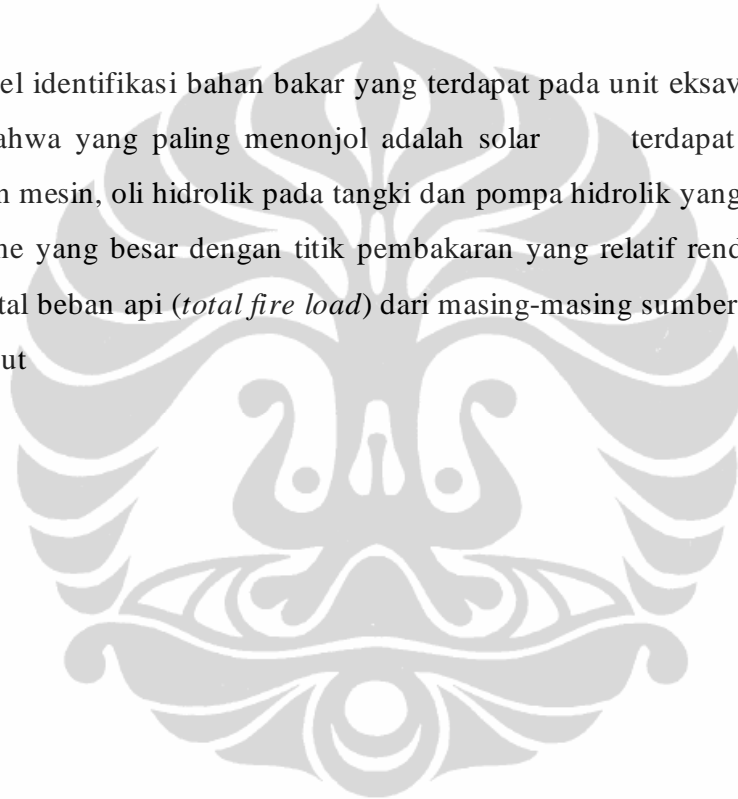 el identifikasi bahan bakar yang terdapat pada unit eksav
ahwa yang paling menonjol adalah solar terdapat
n mesin, oli hidrolik pada tangki dan pompa hidrolik yang
ne yang besar dengan titik pembakaran yang relatif rend
tal beban api (total fire load) dari masing-masing sumber
ut